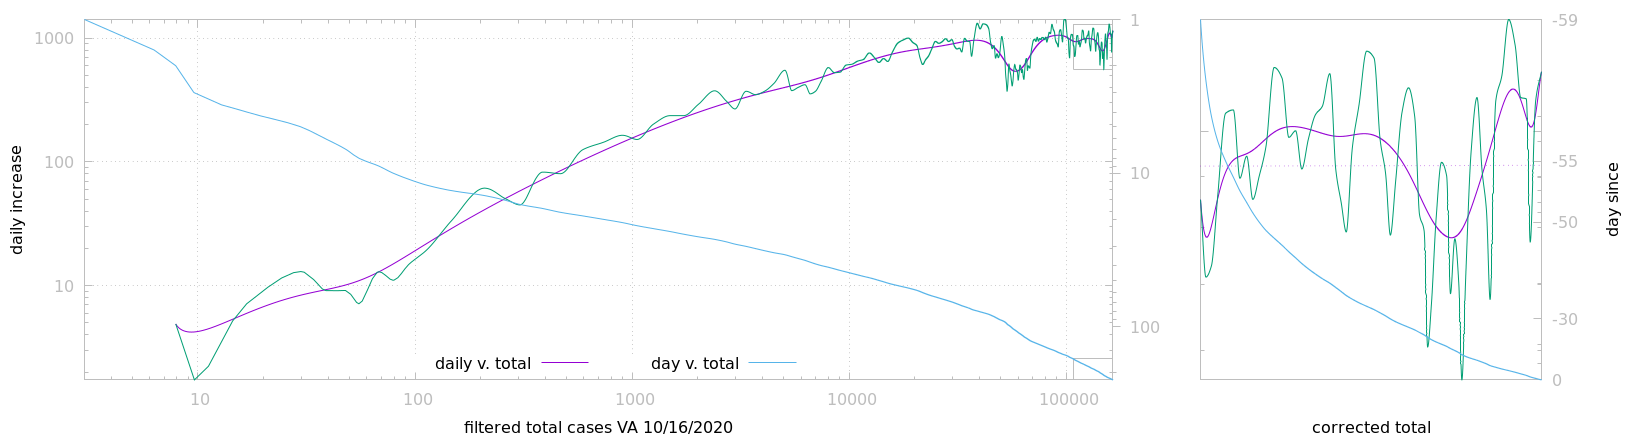 1000
100
10
daily increase
10
100
1000
10000
100000
filtered total cases VA 10/16/2020
daily v. total
day v. total
1
10
100
-59
-55
-50
-30
0
day since
corrected total